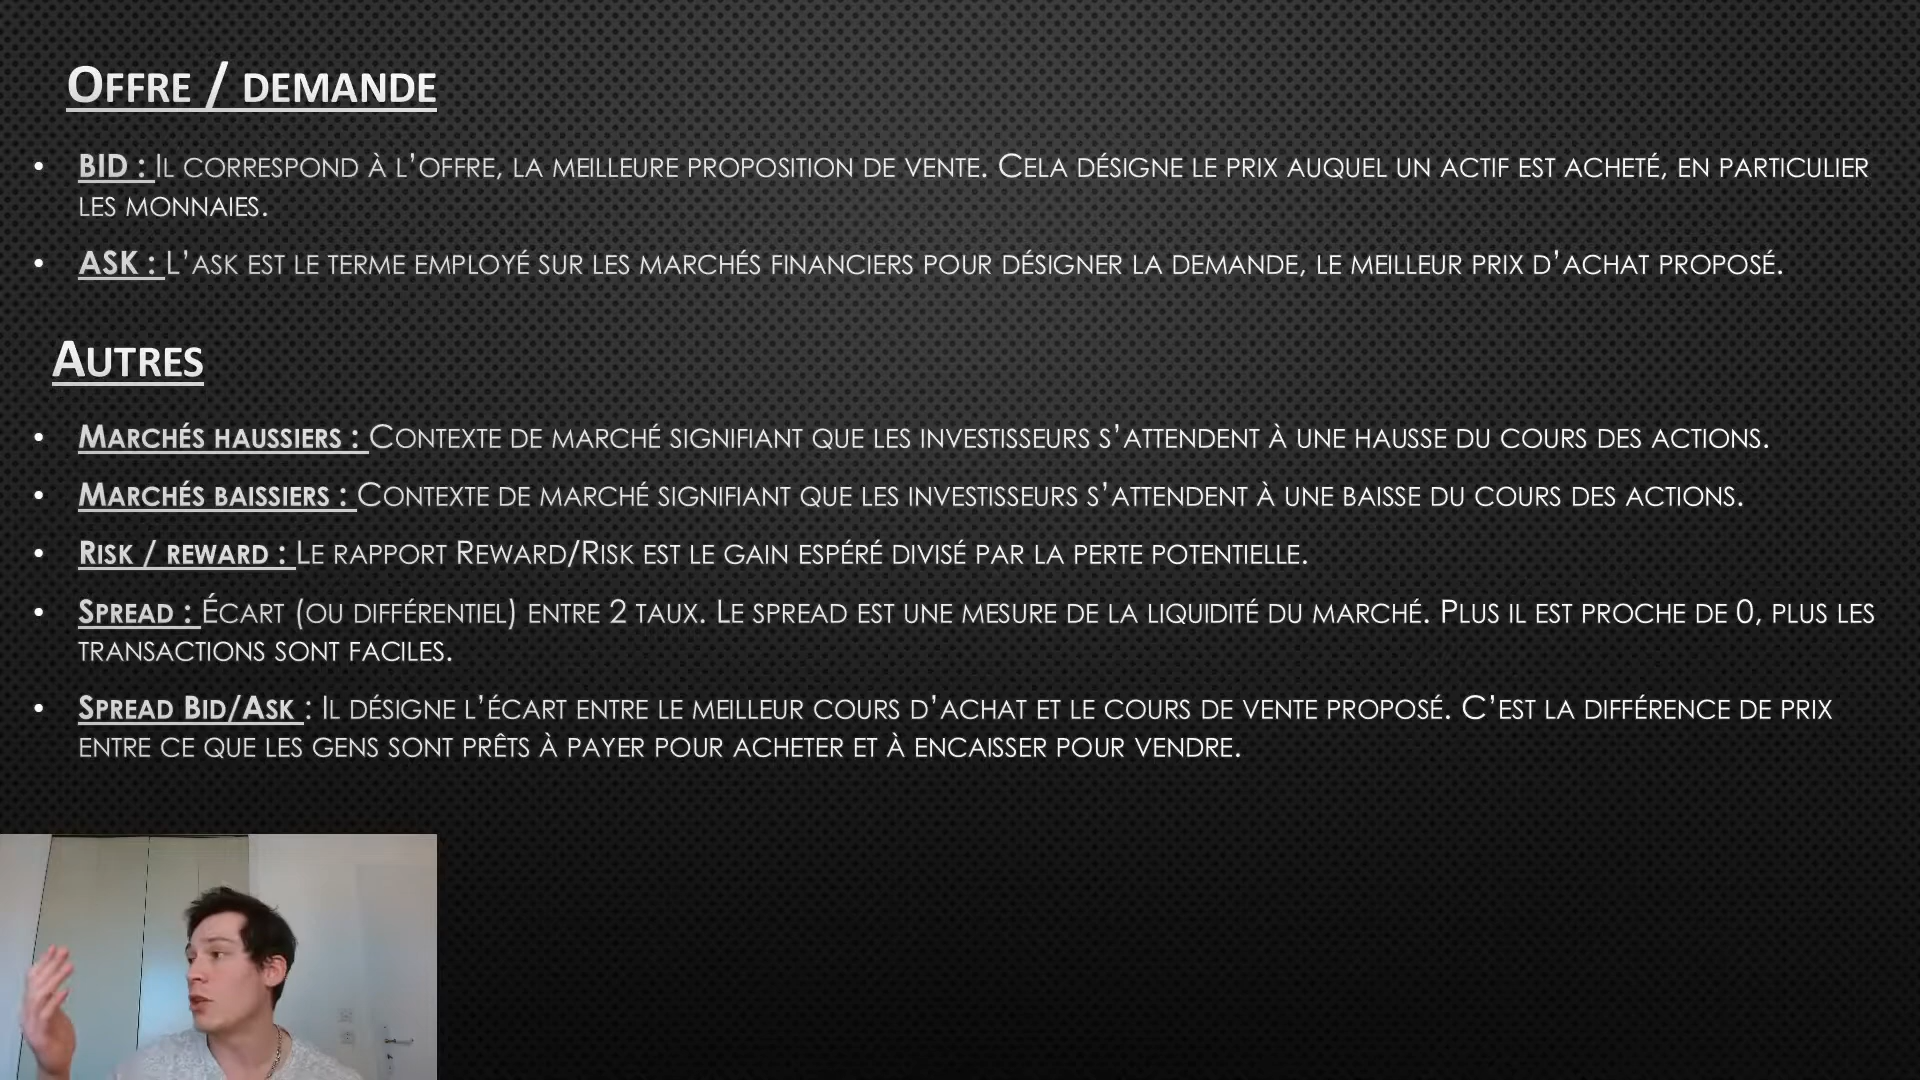 Offre / demande
• BID : Il correspond à l’offre, la meilleure proposition de vente. Cela désigne le prix auquel un actif est acheté, en particulier
les monnaies.
• ASK : L’ask est le terme employé sur les marchés financiers pour désigner la demande, le meilleur prix d’achat proposé.
Autres
• Marchés haussiers : Contexte de marché signifiant que les investisseurs s’attendent à une hausse du cours des actions.
• Marchés baissiers : Contexte de marché signifiant que les investisseurs s’attendent à une baisse du cours des actions.
• Risk / reward : Le rapport Reward/Risk est le gain espéré divisé par la perte potentielle.
• Spread : Écart (ou différentiel) entre 2 taux. Le spread est une mesure de la liquidité du marché. Plus il est proche de 0, plus les
transactions sont faciles.
• Spread Bid/Ask : Il désigne l’écart entre le meilleur cours d’achat et le cours de vente proposé. C’est la différence de prix
entre ce que les gens sont prêts à payer pour acheter et à encaisser pour vendre.